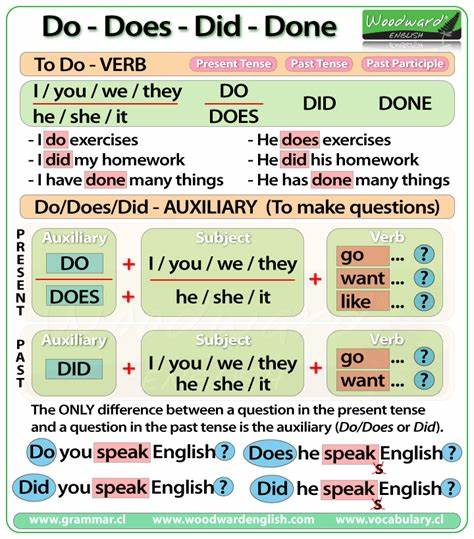 Do - Does - Did - Done
Woodward®
ENGLISH
To Do - VERB
Present Tense
Past Tense
Past Participle
I / you / we / they
he / she / it
DO
DOES
DID
DONE
- I do exercises
- He does exercises
- I did my homework
- He did his homework
- I have done many things
- He has done many things
Do/Does/Did - AUXILIARY (To make questions)
PRESENT
Auxiliary
Subject
Verb
DO
+
I / you / we / they
+
go ... ?
DOES
+
he / she / it
want ... ?
like ... ?
PAST
Auxiliary
Subject
Verb
DID
+
I / you / we / they
he / she / it
+
go ... ?
want ... ?
The ONLY difference between a question in the present tense
and a question in the past tense is the auxiliary (Do/Does or Did).
Do you speak English?
Does he speak English?
s
Did you speak English?
Did he speak English?
s
www.grammar.cl
www.woodwardenglish.com
www.vocabulary.cl